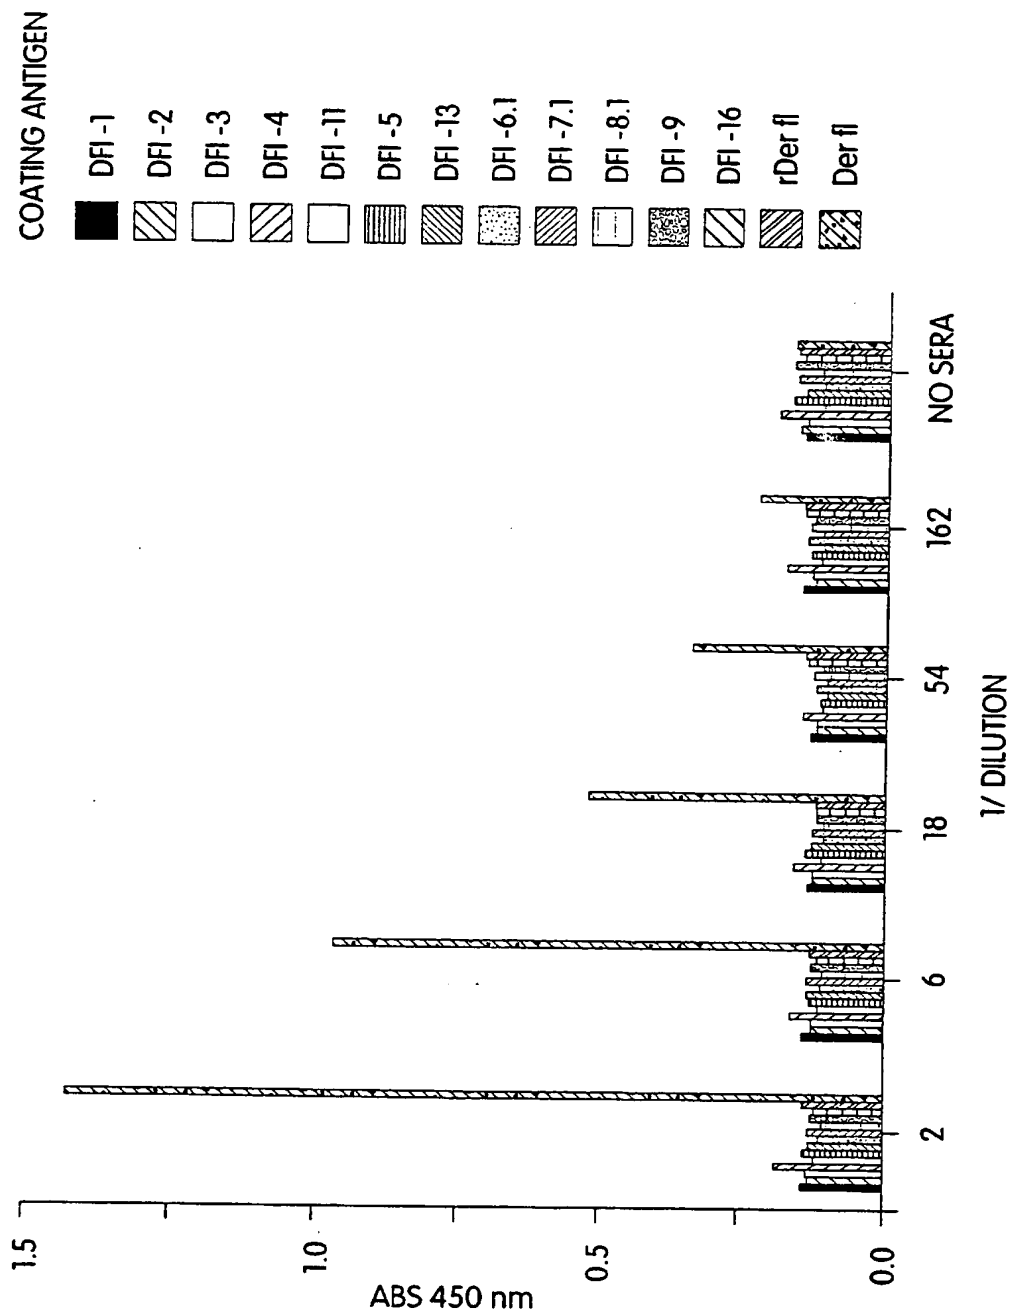 COATING ANTIGEN
DFI -1
DFI -2
DFI -3
DFI -4
DFI -11
DFI -5
DFI -13
DFI -6.1
DFI -7.1
DFI -8.1
DFI -9
DFI -16
rDer fI
Der fI
1.5
1.0
0.5
0.0
ABS 450 nm
2
6
18
54
162
NO SERA
1/ DILUTION